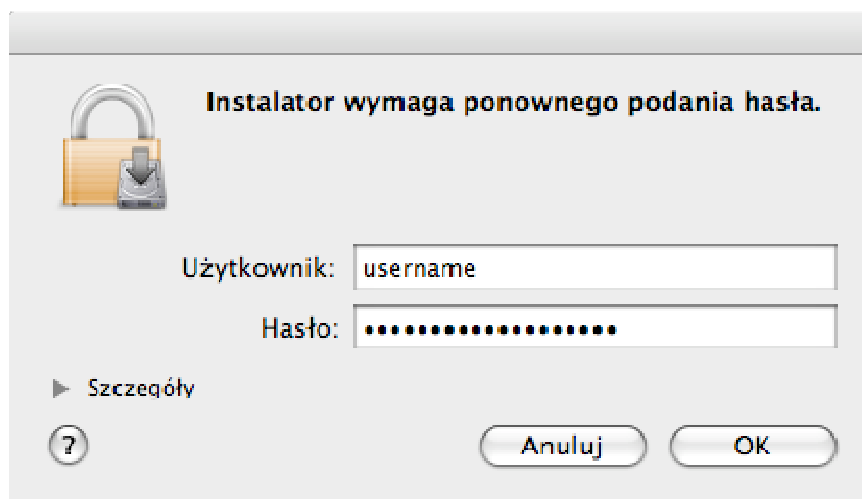 Instalator wymaga ponownego podania hasła.
Użytkownik: username
Hasło: •••••••••••••••••••
Szczegóły
?
Anuluj
OK